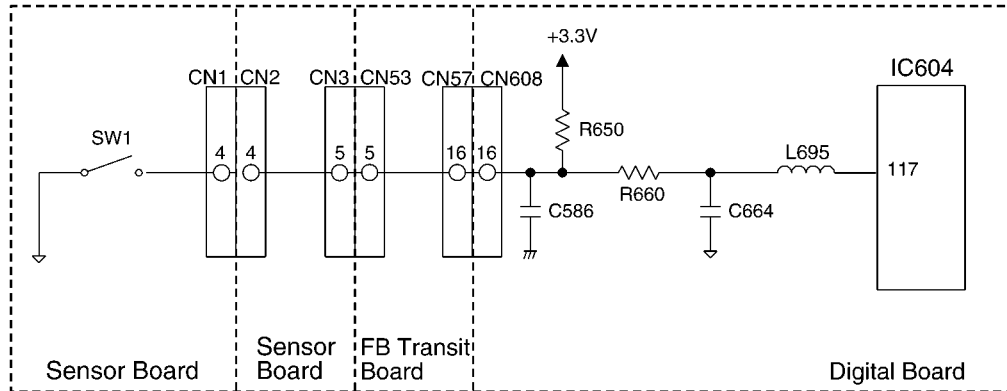 +3.3V
IC604
CN1 CN2 CN3 CN53 CN57 CN608
SW1
R650
4 4 5 5 16 16
L695
117
R660
C586
C664
Sensor Board
Sensor
Board
FB Transit
Board
Digital Board